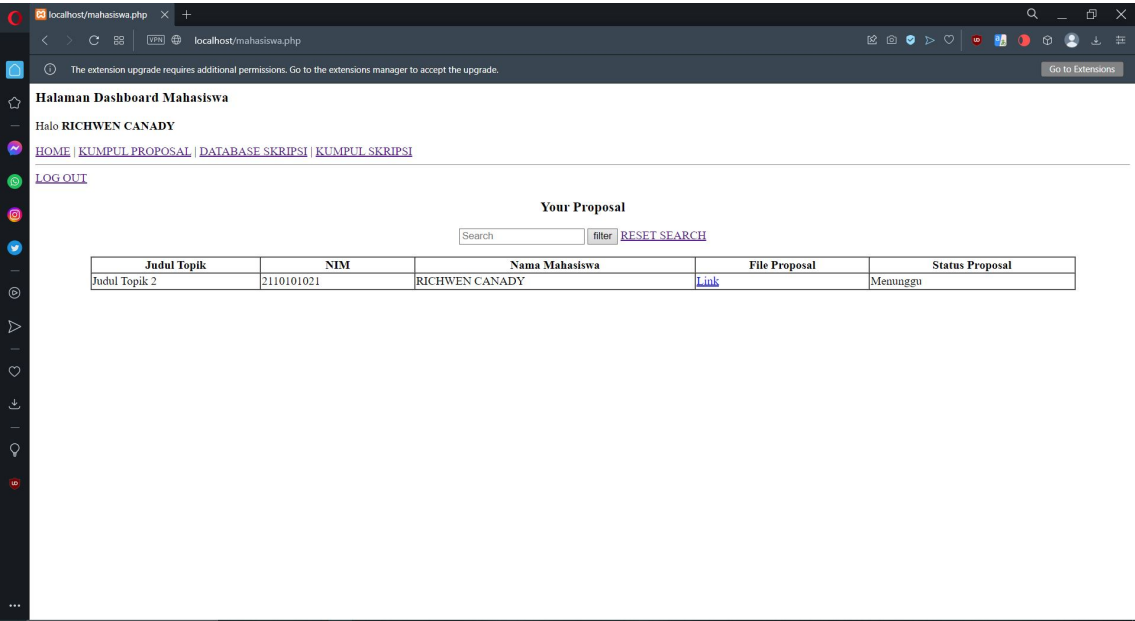 localhost/mahasiswa.php
VPN localhost/mahasiswa.php
The extension upgrade requires additional permissions. Go to the extensions manager to accept the upgrade. Go to Extensions
Halaman Dashboard Mahasiswa
Halo RICHWEN CANADY
HOME | KUMPUL PROPOSAL | DATABASE SKRIPSI | KUMPUL SKRIPSI
LOG OUT
Your Proposal
Search filter RESET SEARCH
Judul Topik NIM Nama Mahasiswa File Proposal Status Proposal
Judul Topik 2 2110101021 RICHWEN CANADY Link Menunggu